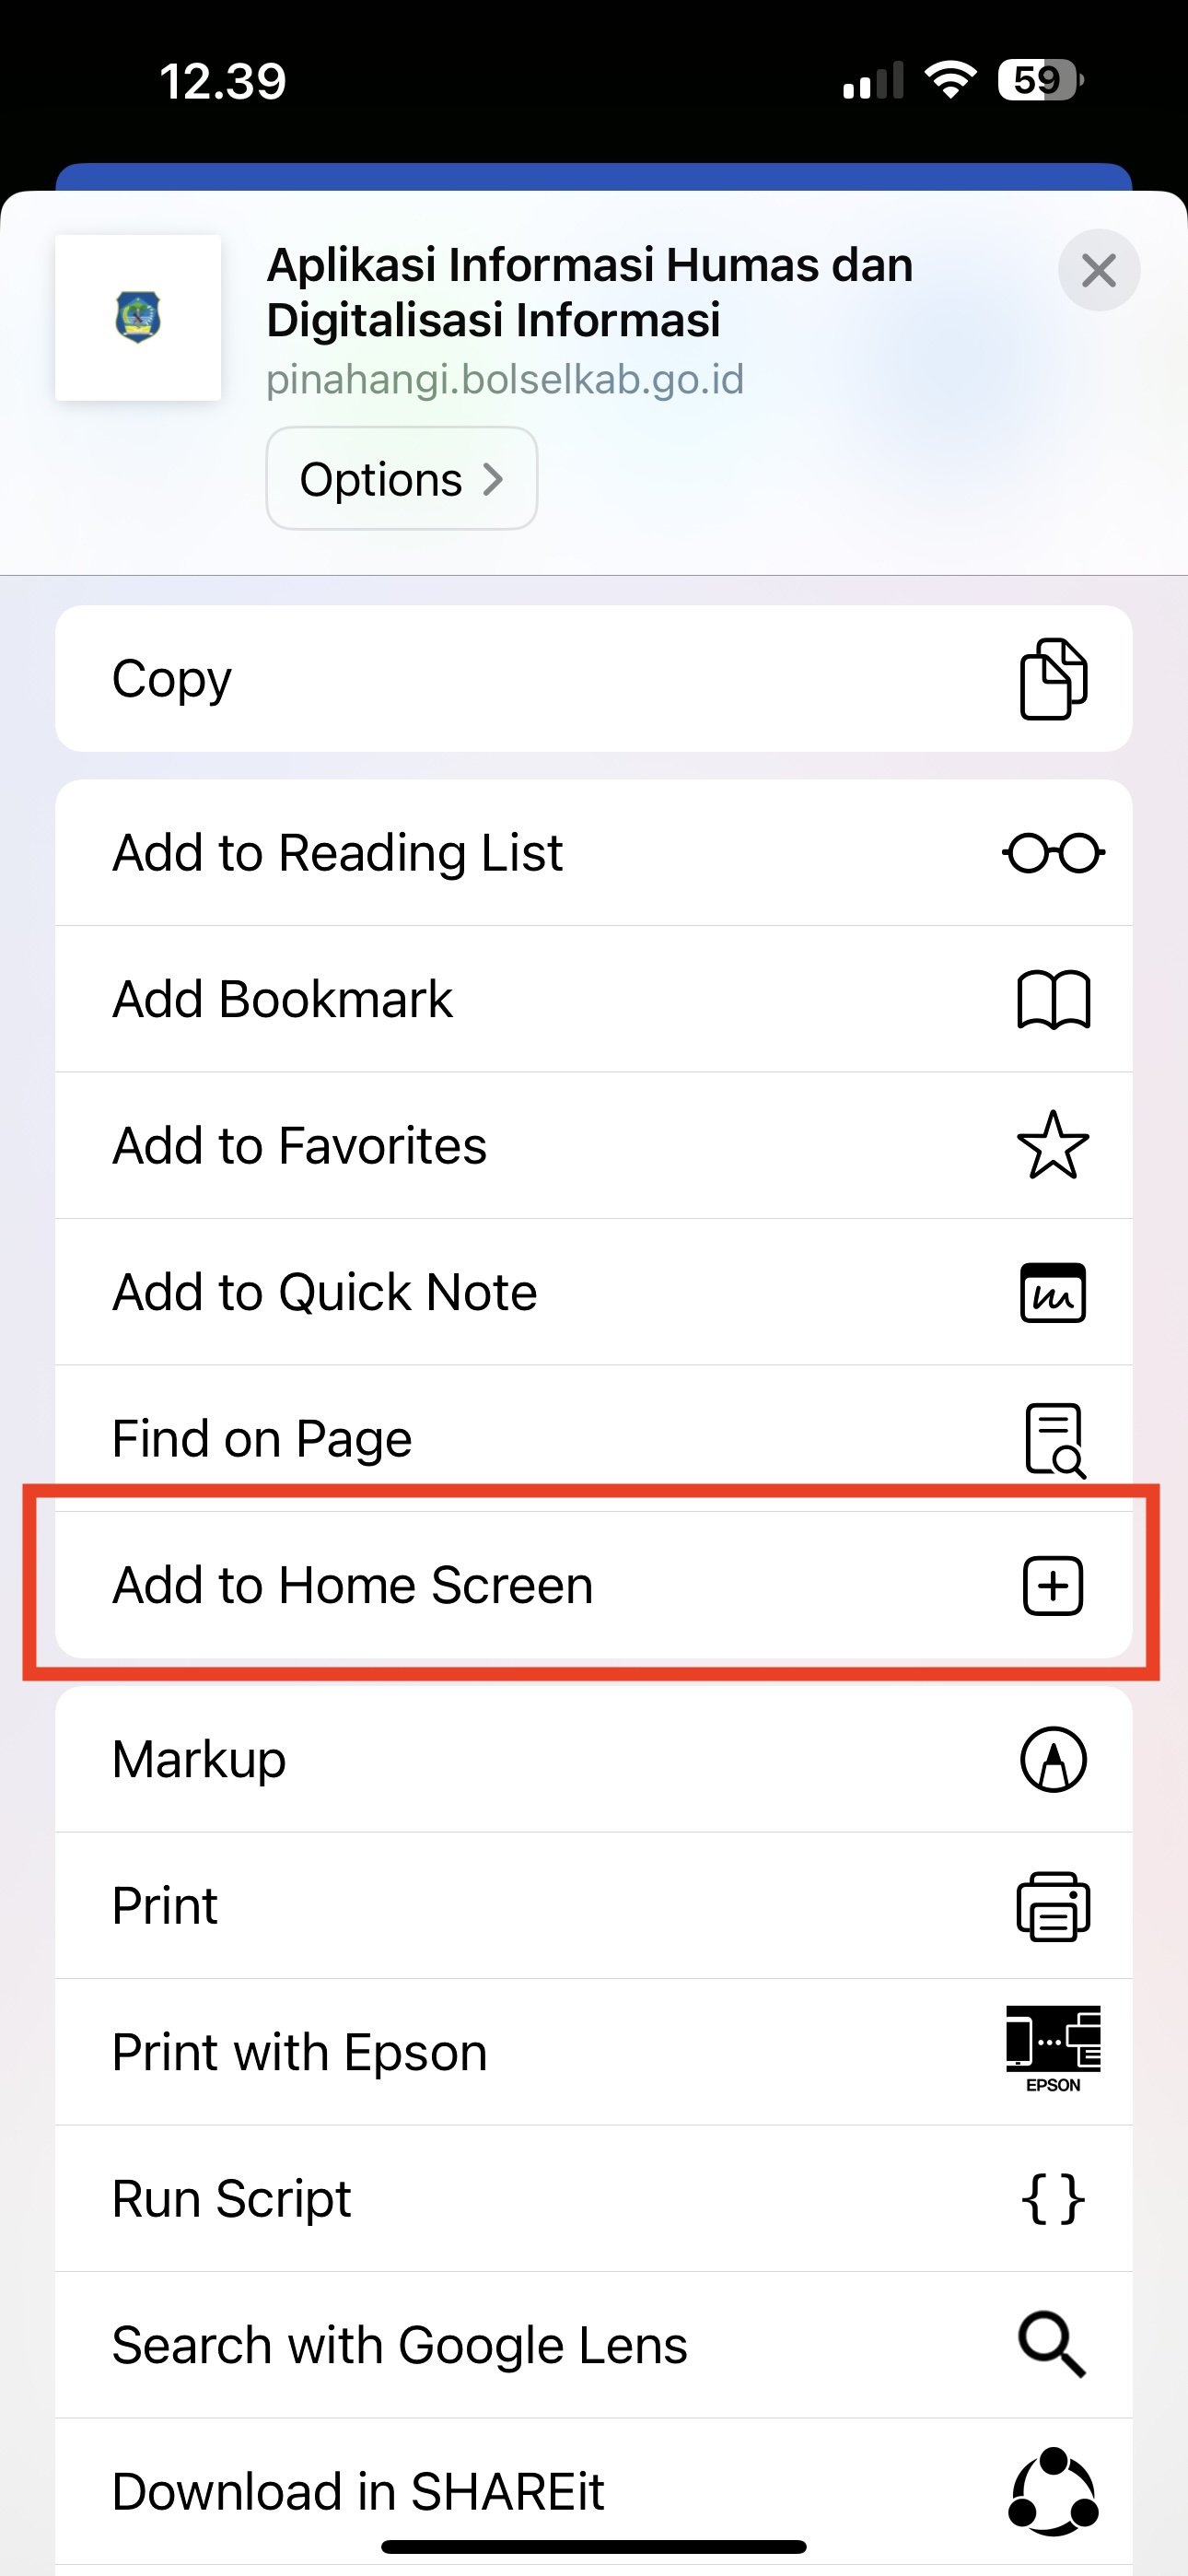 12.39
59
Aplikasi Informasi Humas dan
Digitalisasi Informasi
pinahangi.bolselkab.go.id
Options
Copy
Add to Reading List
Add Bookmark
Add to Favorites
Add to Quick Note
Find on Page
Add to Home Screen
Markup
Print
Print with Epson
EPSON
Run Script
{ }
Search with Google Lens
Download in SHAREit